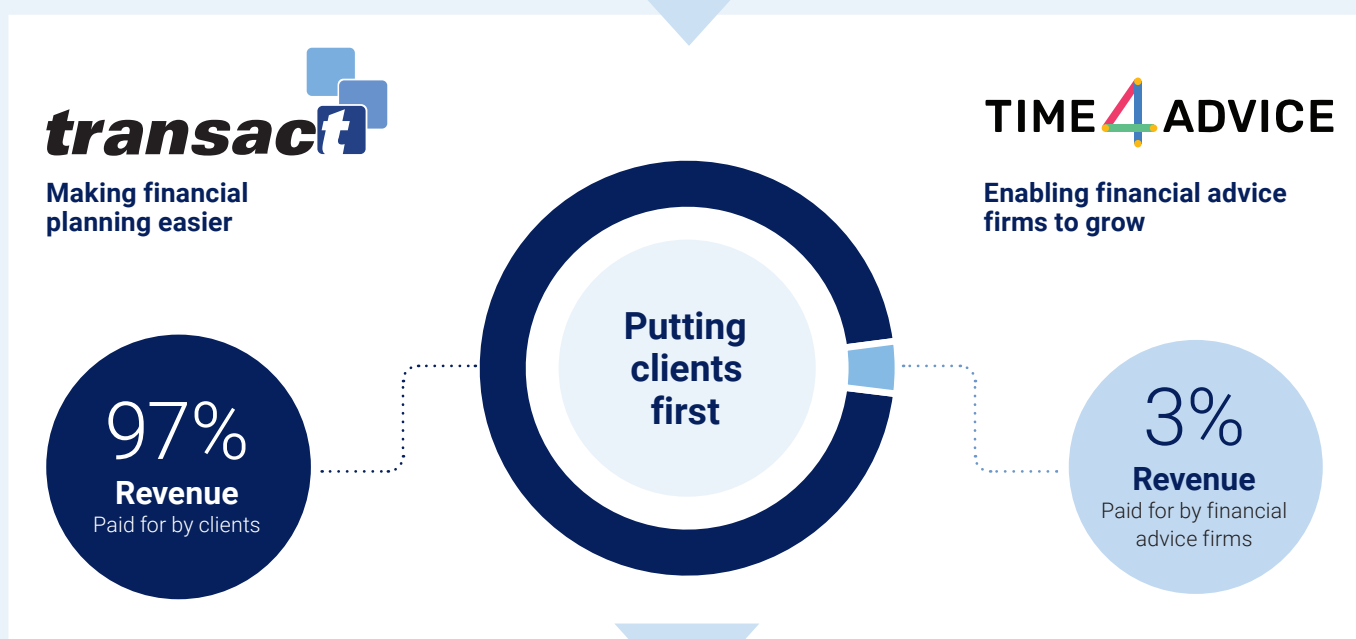 transact
Making financial
planning easier
97%
Revenue
Paid for by clients
Putting
clients
first
TIME4ADVICE
Enabling financial advice
firms to grow
3%
Revenue
Paid for by financial
advice firms